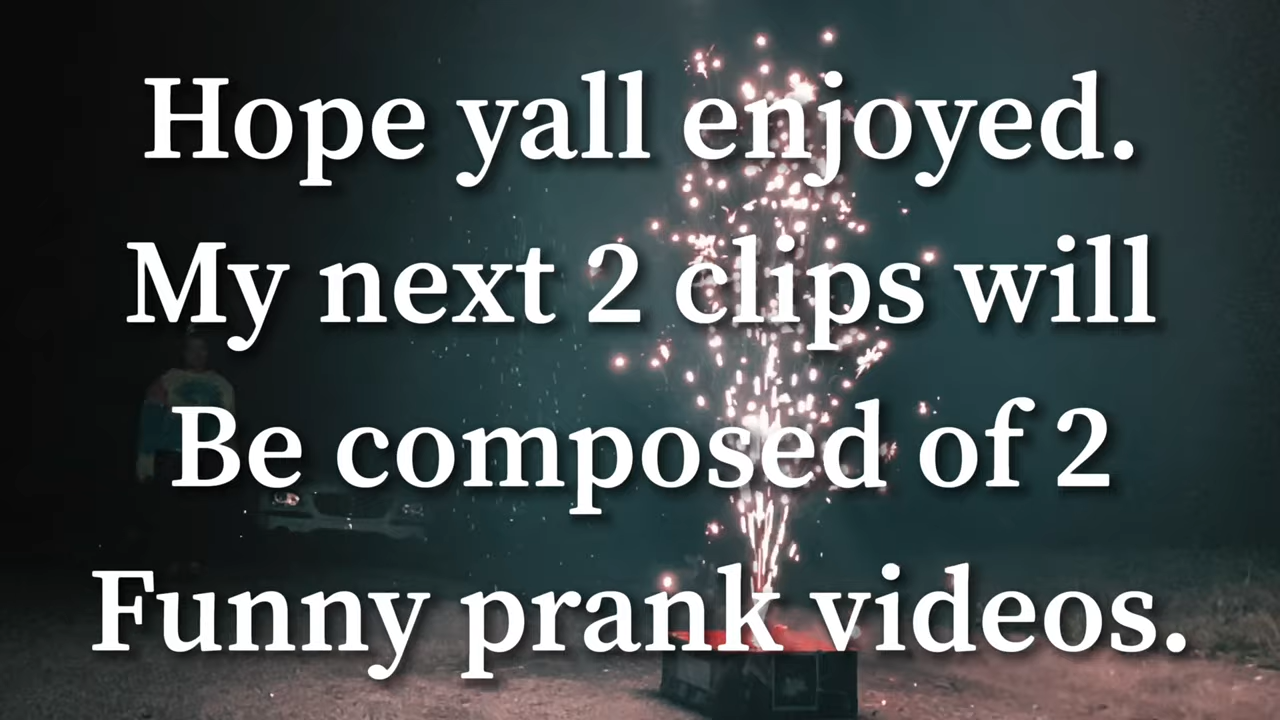 Hope yall enjoyed.
My next 2 clips will
Be composed of 2
Funny prank videos.